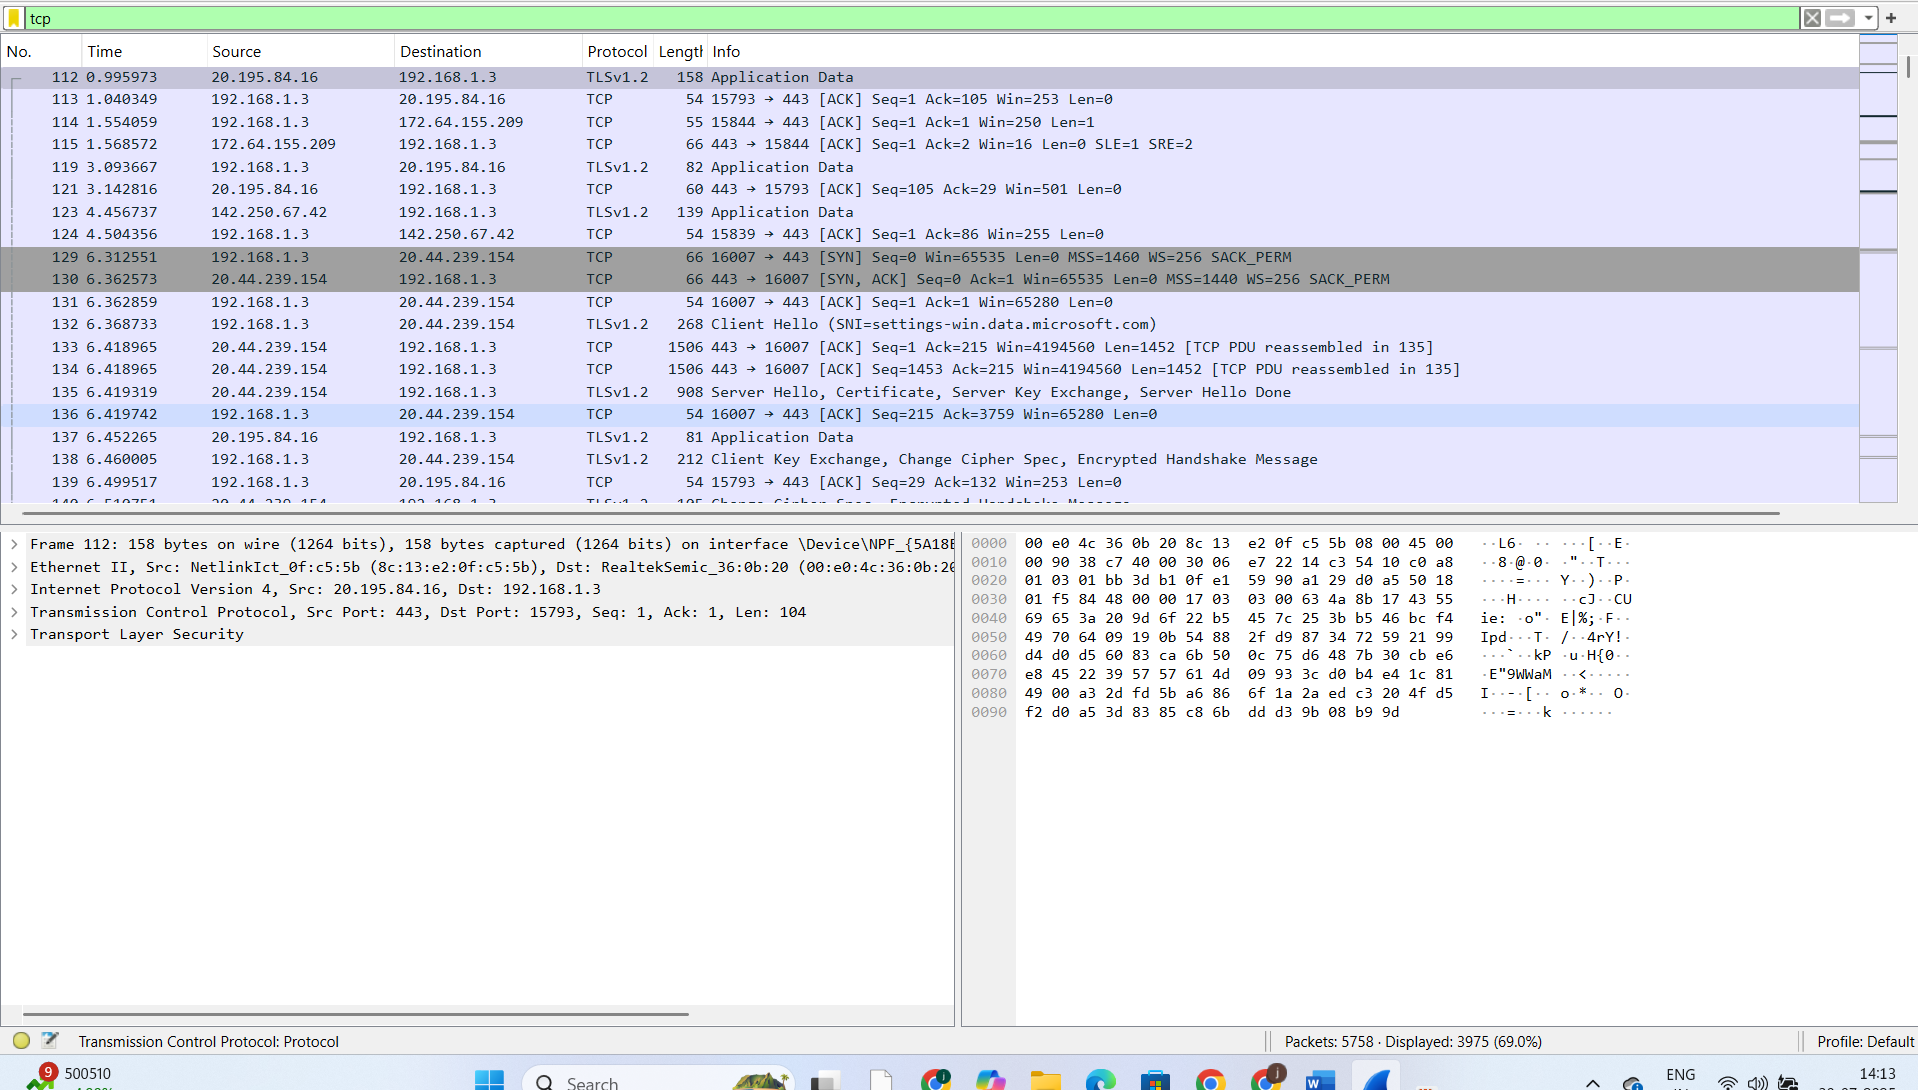 tcp
No. Time Source Destination Protocol Length Info
112 0.995973 20.195.84.16 192.168.1.3 TLSv1.2 158 Application Data
113 1.040349 192.168.1.3 20.195.84.16 TCP 54 15793 → 443 [ACK] Seq=1 Ack=105 Win=253 Len=0
114 1.554059 192.168.1.3 172.64.155.209 TCP 55 15844 → 443 [ACK] Seq=1 Ack=1 Win=250 Len=1
115 1.568572 172.64.155.209 192.168.1.3 TCP 66 443 → 15844 [ACK] Seq=1 Ack=2 Win=16 Len=0 SLE=1 SRE=2
119 3.093667 192.168.1.3 20.195.84.16 TLSv1.2 82 Application Data
121 3.142816 20.195.84.16 192.168.1.3 TCP 60 443 → 15793 [ACK] Seq=105 Ack=29 Win=501 Len=0
123 4.456737 142.250.67.42 192.168.1.3 TLSv1.2 139 Application Data
124 4.504356 192.168.1.3 142.250.67.42 TCP 54 15839 → 443 [ACK] Seq=1 Ack=86 Win=255 Len=0
129 6.312551 192.168.1.3 20.44.239.154 TCP 66 16007 → 443 [SYN] Seq=0 Win=65535 Len=0 MSS=1460 WS=256 SACK_PERM
130 6.362573 20.44.239.154 192.168.1.3 TCP 66 443 → 16007 [SYN, ACK] Seq=0 Ack=1 Win=65535 Len=0 MSS=1440 WS=256 SACK_PERM
131 6.362859 192.168.1.3 20.44.239.154 TCP 54 16007 → 443 [ACK] Seq=1 Ack=1 Win=65280 Len=0
132 6.368733 192.168.1.3 20.44.239.154 TLSv1.2 268 Client Hello (SNI=settings-win.data.microsoft.com)
133 6.418965 20.44.239.154 192.168.1.3 TCP 1506 443 → 16007 [ACK] Seq=1 Ack=215 Win=4194560 Len=1452 [TCP PDU reassembled in 135]
134 6.418965 20.44.239.154 192.168.1.3 TCP 1506 443 → 16007 [ACK] Seq=1453 Ack=215 Win=4194560 Len=1452 [TCP PDU reassembled in 135]
135 6.419319 20.44.239.154 192.168.1.3 TLSv1.2 908 Server Hello, Certificate, Server Key Exchange, Server Hello Done
136 6.419742 192.168.1.3 20.44.239.154 TCP 54 16007 → 443 [ACK] Seq=215 Ack=3759 Win=65280 Len=0
137 6.452265 20.195.84.16 192.168.1.3 TLSv1.2 81 Application Data
138 6.460005 192.168.1.3 20.44.239.154 TLSv1.2 212 Client Key Exchange, Change Cipher Spec, Encrypted Handshake Message
139 6.499517 192.168.1.3 20.195.84.16 TCP 54 15793 → 443 [ACK] Seq=29 Ack=132 Win=253 Len=0
Frame 112: 158 bytes on wire (1264 bits), 158 bytes captured (1264 bits) on interface \Device\NPF_{5A18E
Ethernet II, Src: NetlinkIct_0f:c5:5b (8c:13:e2:0f:c5:5b), Dst: RealtekSemic_36:0b:20 (00:e0:4c:36:0b:20
Internet Protocol Version 4, Src: 20.195.84.16, Dst: 192.168.1.3
Transmission Control Protocol, Src Port: 443, Dst Port: 15793, Seq: 1, Ack: 1, Len: 104
Transport Layer Security
0000 00 e0 4c 36 0b 20 8c 13 e2 0f c5 5b 08 00 45 00 ··L6· ·· ···[··E·
0010 00 90 38 c7 40 00 30 06 e7 22 14 c3 54 10 c0 a8 ··8·@·0· ·"··T···
0020 01 03 01 bb 3d b1 0f e1 59 90 a1 29 d0 a5 50 18 ····=··· Y··)··P·
0030 01 f5 84 48 00 00 17 03 03 00 63 4a 8b 17 43 55 ···H···· ··cJ··CU
0040 69 65 3a 20 9d 6f 22 b5 45 7c 25 3b b5 46 bc f4 ie: ·o"· E|%;·F··
0050 49 70 64 09 19 0b 54 88 2f d9 87 34 72 59 21 99 Ipd···T· /··4rY!·
0060 d4 d0 d5 60 83 ca 6b 50 0c 75 d6 48 7b 30 cb e6 ···`··kP ·u·H{0··
0070 e8 45 22 39 57 57 61 4d 09 93 3c d0 b4 e4 1c 81 ·E"9WWaM ··<·····
0080 49 00 a3 2d fd 5b a6 86 6f 1a 2a ed c3 20 4f d5 I··-·[·· o·*·· O·
0090 f2 d0 a5 3d 83 85 c8 6b dd d3 9b 08 b9 9d ···=···k ······
Transmission Control Protocol: Protocol
Packets: 5758 · Displayed: 3975 (69.0%)
Profile: Default
9
500510
Search
ENG
14:13